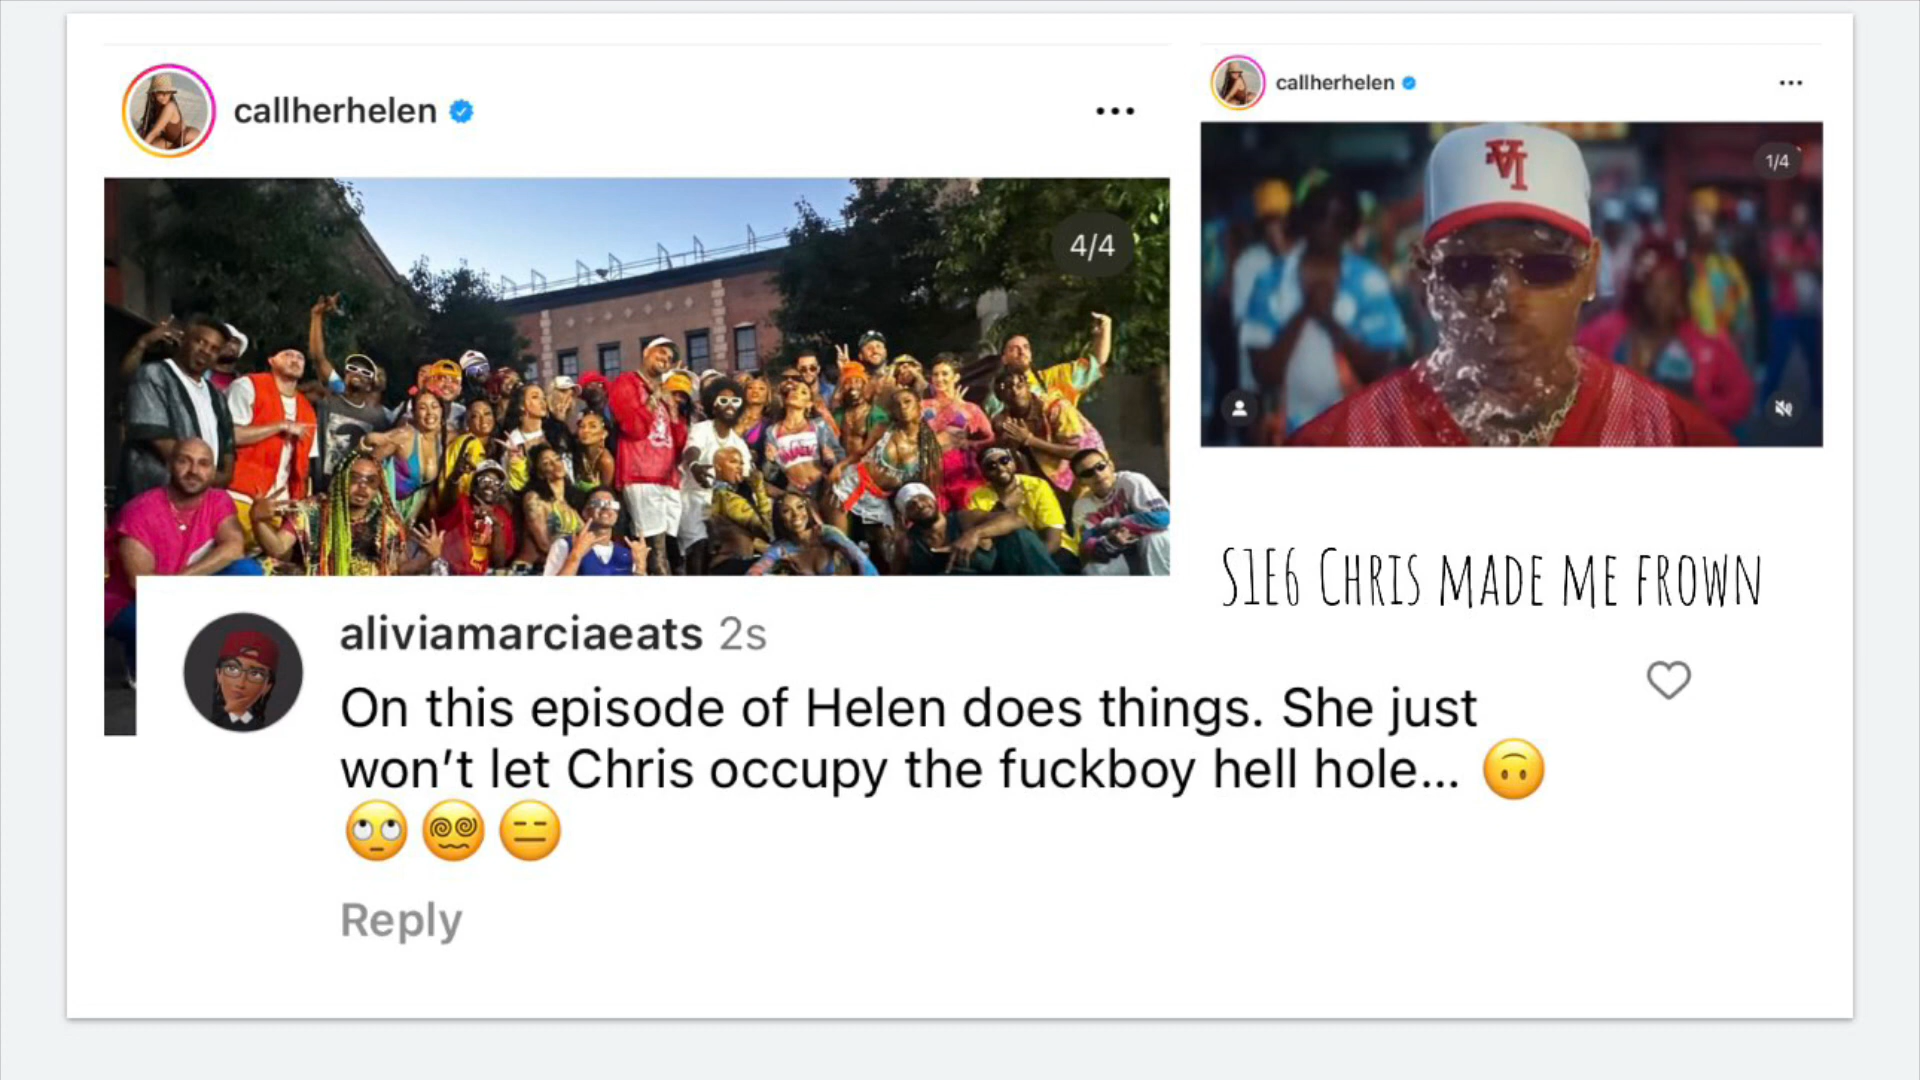 callherhelen
4/4
callherhelen
1/4
S1E6 Chris made me frown
aliviamarciaeats 2s
On this episode of Helen does things. She just
won’t let Chris occupy the fuckboy hell hole... 🙃
🙄😵‍💫😑
Reply